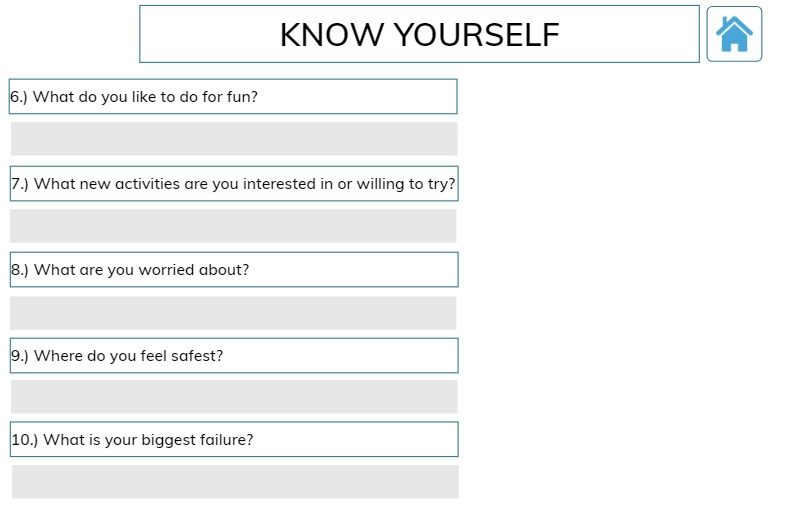 KNOW YOURSELF
6.) What do you like to do for fun?
7.) What new activities are you interested in or willing to try?
8.) What are you worried about?
9.) Where do you feel safest?
10.) What is your biggest failure?